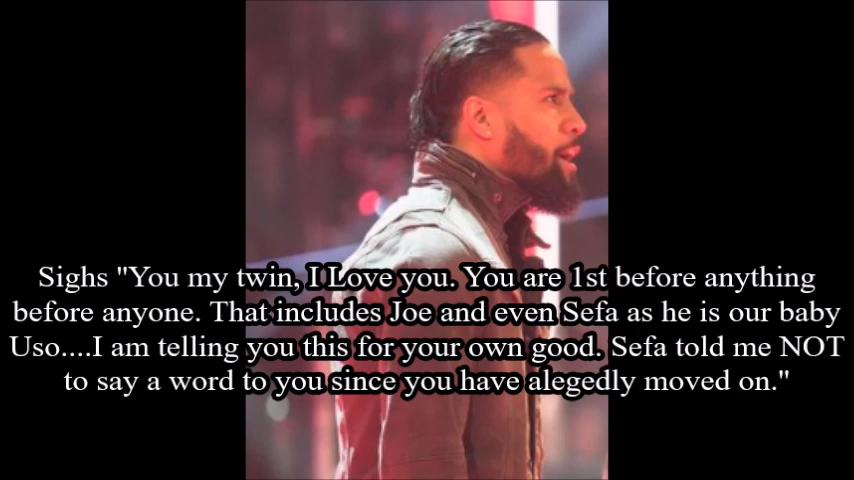 Sighs "You my twin, I Love you. You are 1st before anything
before anyone. That includes Joe and even Sefa as he is our baby
Uso....I am telling you this for your own good. Sefa told me NOT
to say a word to you since you have alegedly moved on."